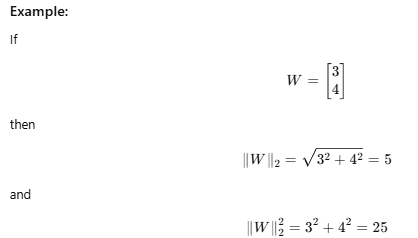 Example:
If
W = [3
4]
then
‖W‖₂ = √(3² + 4²) = 5
and
‖W‖₂² = 3² + 4² = 25